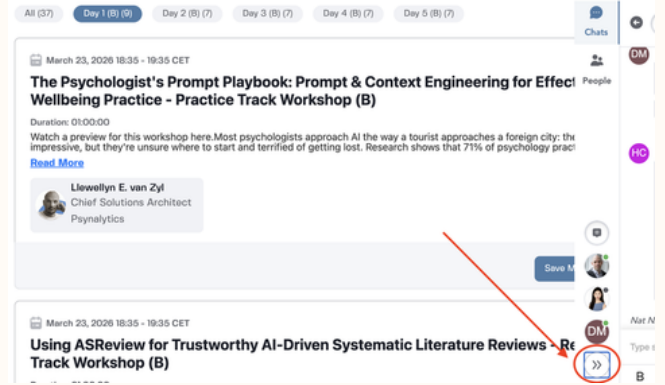 All (37)
Day 1 (B) (9)
Day 2 (B) (7)
Day 3 (B) (7)
Day 4 (B) (7)
Day 5 (B) (7)
Chats
People
March 23, 2026 18:35 - 19:35 CET
The Psychologist's Prompt Playbook: Prompt & Context Engineering for Effect
Wellbeing Practice - Practice Track Workshop (B)
Duration: 01:00:00
Watch a preview for this workshop here.Most psychologists approach AI the way a tourist approaches a foreign city: the
impressive, but they're unsure where to start and terrified of getting lost. Research shows that 71% of psychology pract
Read More
Llewellyn E. van Zyl
Chief Solutions Architect
Psynalytics
Save M
March 23, 2026 18:35 - 19:35 CET
Using ASReview for Trustworthy AI-Driven Systematic Literature Reviews - Re
Track Workshop (B)
DM
HC
DM
Nat N
Type s
B